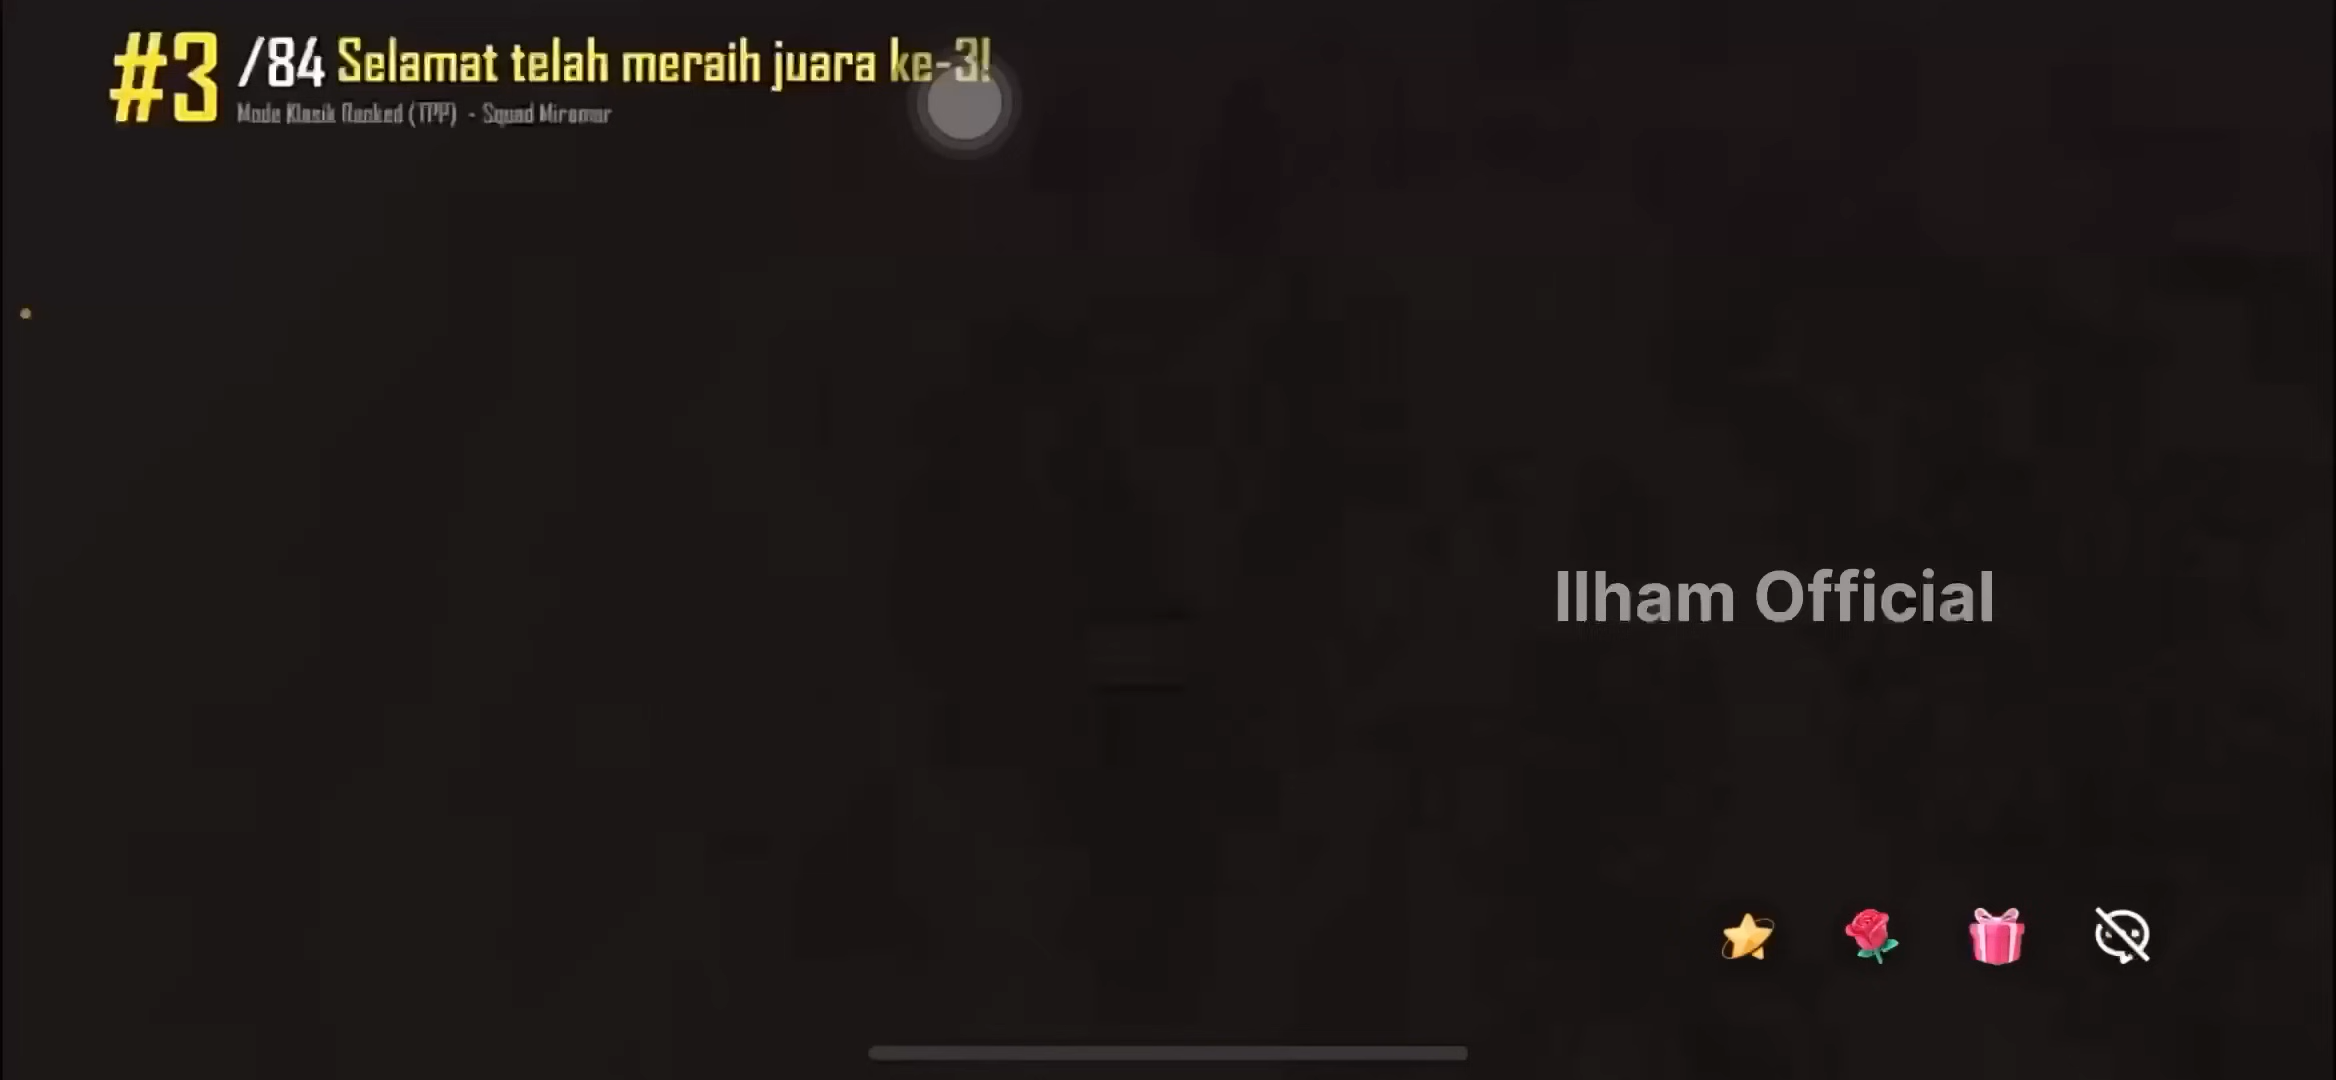 #3 /84 Selamat telah meraih juara ke-3!
Mode Klasik Ranked (TPP) - Squad Miramar
Ilham Official